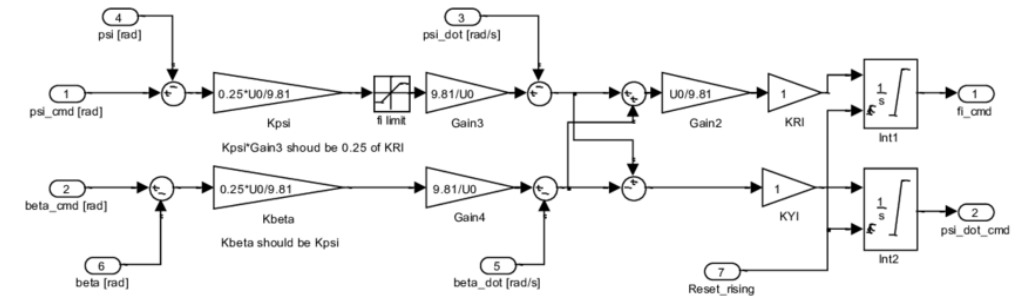 4
psi [rad]
3
psi_dot [rad/s]
1
psi_cmd [rad]
0.25*U0/9.81
Kpsi
fi limit
9.81/U0
Gain3
U0/9.81
Gain2
1
KRI
1
s
Int1
1
fi_cmd
Kpsi*Gain3 shoud be 0.25 of KRI
2
beta_cmd [rad]
0.25*U0/9.81
Kbeta
9.81/U0
Gain4
1
KYI
1
s
Int2
2
psi_dot_cmd
Kbeta should be Kpsi
6
beta [rad]
5
beta_dot [rad/s]
7
Reset_rising